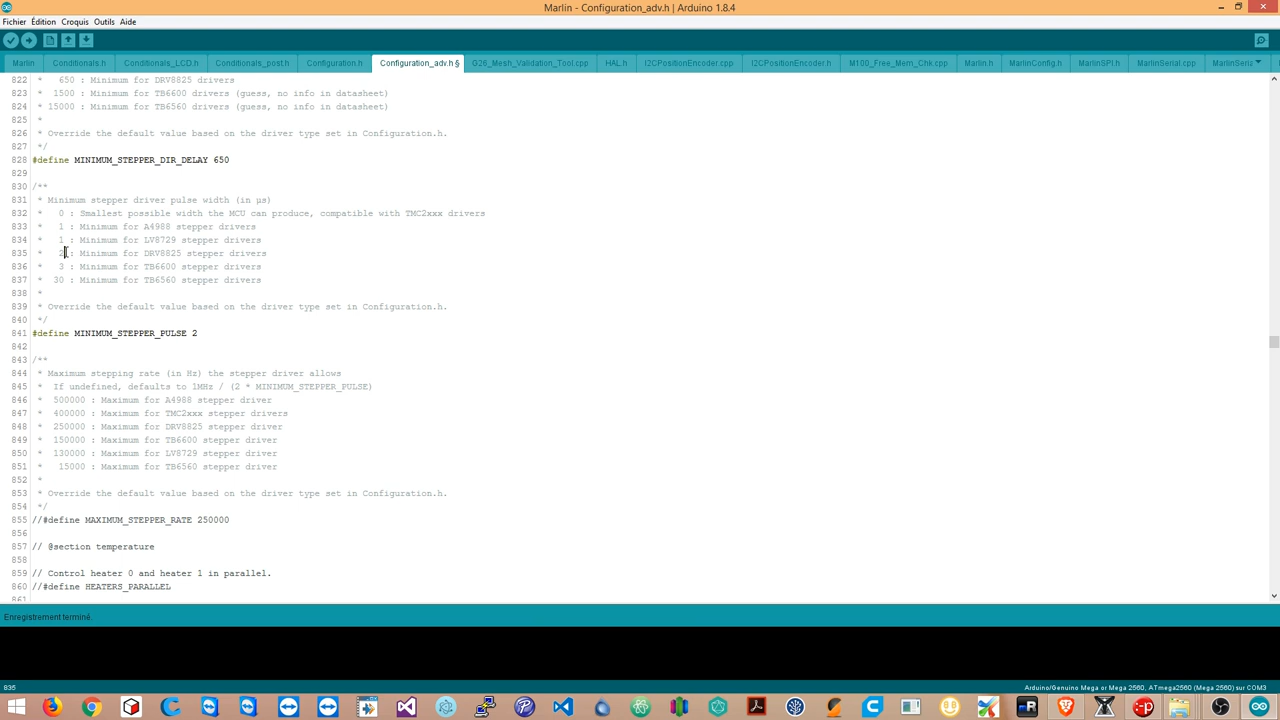 Marlin - Configuration_adv.h | Arduino 1.8.4
Fichier Édition Croquis Outils Aide
Marlin Conditionals.h Conditionals_LCD.h Conditionals_post.h Configuration.h Configuration_adv.h § G26_Mesh_Validation_Tool.cpp HAL.h I2CPositionEncoder.cpp I2CPositionEncoder.h M100_Free_Mem_Chk.cpp Marlin.h MarlinConfig.h MarlinSPI.h MarlinSerial.cpp MarlinSeri
822 * 650 : Minimum for DRV8825 drivers
823 * 1500 : Minimum for TB6600 drivers (guess, no info in datasheet)
824 * 15000 : Minimum for TB6560 drivers (guess, no info in datasheet)
825 *
826 * Override the default value based on the driver type set in Configuration.h.
827 */
828 #define MINIMUM_STEPPER_DIR_DELAY 650
829
830 /**
831 * Minimum stepper driver pulse width (in µs)
832 * 0 : Smallest possible width the MCU can produce, compatible with TMC2xxx drivers
833 * 1 : Minimum for A4988 stepper drivers
834 * 1 : Minimum for LV8729 stepper drivers
835 * 2 : Minimum for DRV8825 stepper drivers
836 * 3 : Minimum for TB6600 stepper drivers
837 * 30 : Minimum for TB6560 stepper drivers
838 *
839 * Override the default value based on the driver type set in Configuration.h.
840 */
841 #define MINIMUM_STEPPER_PULSE 2
842
843 /**
844 * Maximum stepping rate (in Hz) the stepper driver allows
845 * If undefined, defaults to 1MHz / (2 * MINIMUM_STEPPER_PULSE)
846 * 500000 : Maximum for A4988 stepper driver
847 * 400000 : Maximum for TMC2xxx stepper drivers
848 * 250000 : Maximum for DRV8825 stepper driver
849 * 150000 : Maximum for TB6600 stepper driver
850 * 130000 : Maximum for LV8729 stepper driver
851 * 15000 : Maximum for TB6560 stepper driver
852 *
853 * Override the default value based on the driver type set in Configuration.h.
854 */
855 //#define MAXIMUM_STEPPER_RATE 250000
856
857 // @section temperature
858
859 // Control heater 0 and heater 1 in parallel.
860 //#define HEATERS_PARALLEL
861
Enregistrement terminé.
836
Arduino/Genuino Mega or Mega 2560, ATmega2560 (Mega 2560) sur COM3